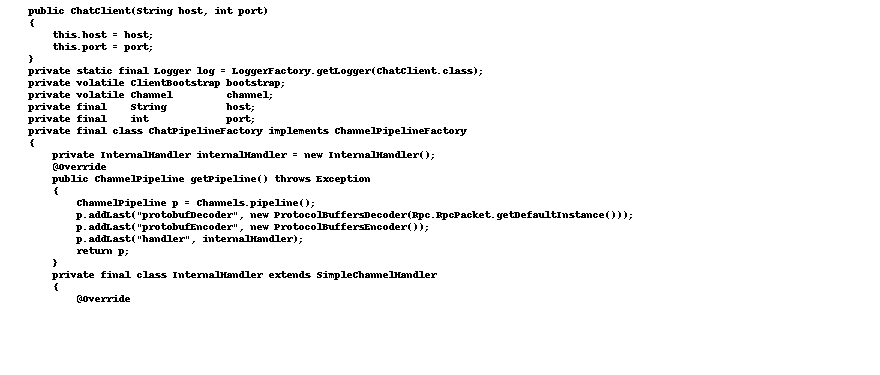 public ChatClient(String host, int port)
{
this.host = host;
this.port = port;
}
private static final Logger log = LoggerFactory.getLogger(ChatClient.class);
private volatile ClientBootstrap bootstrap;
private volatile Channel channel;
private final String host;
private final int port;
private final class ChatPipelineFactory implements ChannelPipelineFactory
{
private InternalHandler internalHandler = new InternalHandler();
@Override
public ChannelPipeline getPipeline() throws Exception
{
ChannelPipeline p = Channels.pipeline();
p.addLast("protobufDecoder", new ProtocolBuffersDecoder(Rpc.RpcPacket.getDefaultInstance()));
p.addLast("protobufEncoder", new ProtocolBuffersEncoder());
p.addLast("handler", internalHandler);
return p;
}
private final class InternalHandler extends SimpleChannelHandler
{
@Override